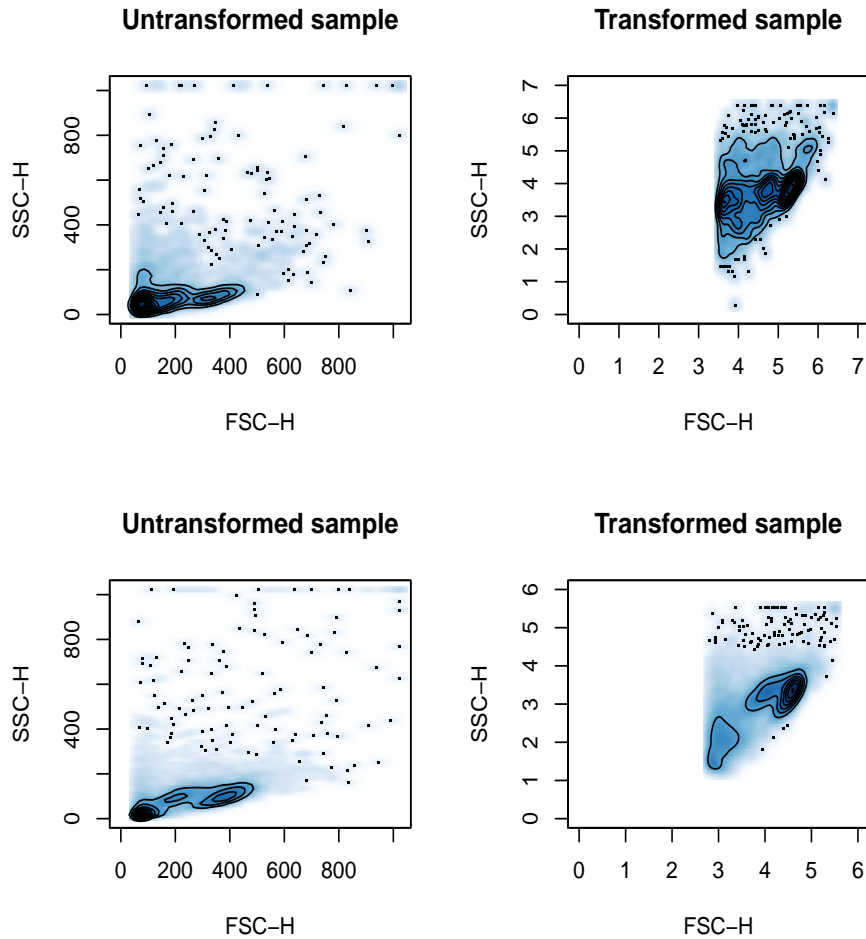 Untransformed sample
SSC−H
0 400 800
0 200 400 600 800
FSC−H
Transformed sample
SSC−H
0 1 2 3 4 5 6 7
0 1 2 3 4 5 6 7
FSC−H
Untransformed sample
SSC−H
0 400 800
0 200 400 600 800
FSC−H
Transformed sample
SSC−H
0 1 2 3 4 5 6
0 1 2 3 4 5 6
FSC−H